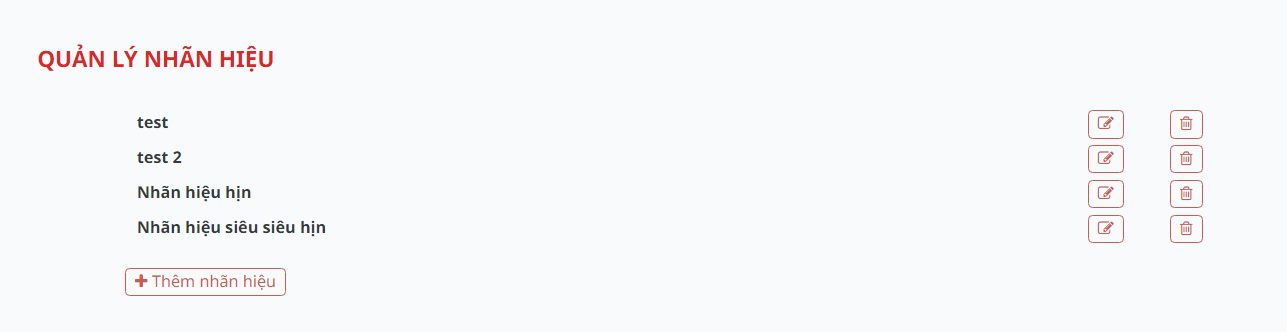 QUẢN LÝ NHÃN HIỆU
test
test 2
Nhãn hiệu hịn
Nhãn hiệu siêu siêu hịn
Thêm nhãn hiệu